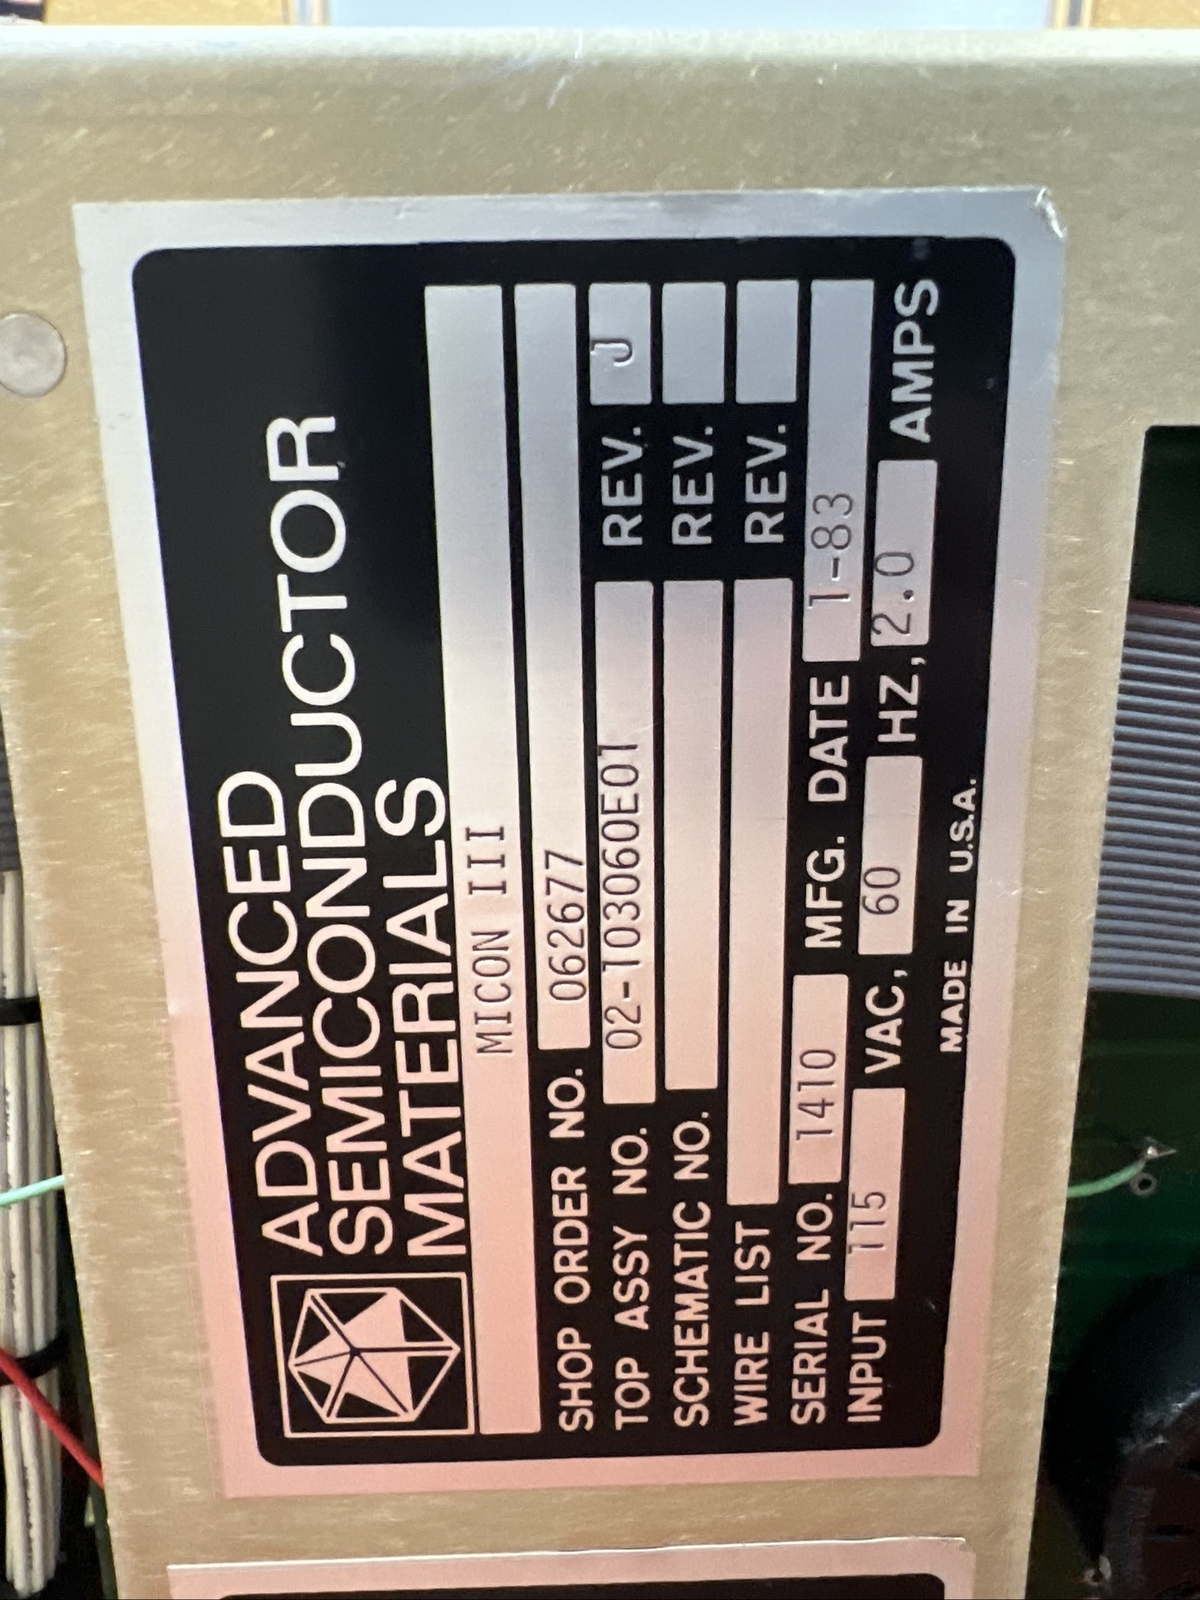 ADVANCED
SEMICONDUCTOR
MATERIALS
MICON III
SHOP ORDER NO. 062677
TOP ASSY NO. 02-10306OE01 REV. J
SCHEMATIC NO. REV.
WIRE LIST REV.
SERIAL NO. 1410 MFG. DATE 1-83
INPUT 115 VAC, 60 HZ, 2.0 AMPS
MADE IN U.S.A.